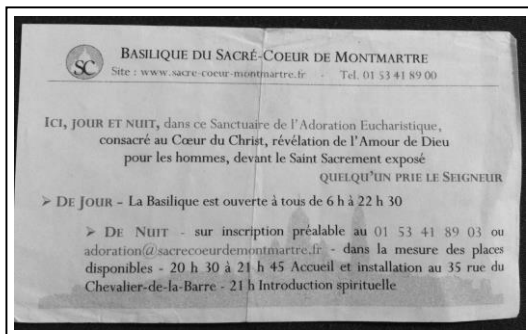 SC
BASILIQUE DU SACRÉ-COEUR DE MONTMARTRE
Site : www.sacre-coeur-montmartre.fr - Tel. 01 53 41 89 00
ICI, JOUR ET NUIT, dans ce Sanctuaire de l'Adoration Eucharistique,
consacré au Cœur du Christ, révélation de l'Amour de Dieu
pour les hommes, devant le Saint Sacrement exposé
QUELQU'UN PRIE LE SEIGNEUR
➢ DE JOUR – La Basilique est ouverte à tous de 6 h à 22 h 30
➢ DE NUIT - sur inscription préalable au 01 53 41 89 03 ou
adoration@sacrecoeurdemontmartre.fr - dans la mesure des places
disponibles - 20 h 30 à 21 h 45 Accueil et installation au 35 rue du
Chevalier-de-la-Barre - 21 h Introduction spirituelle